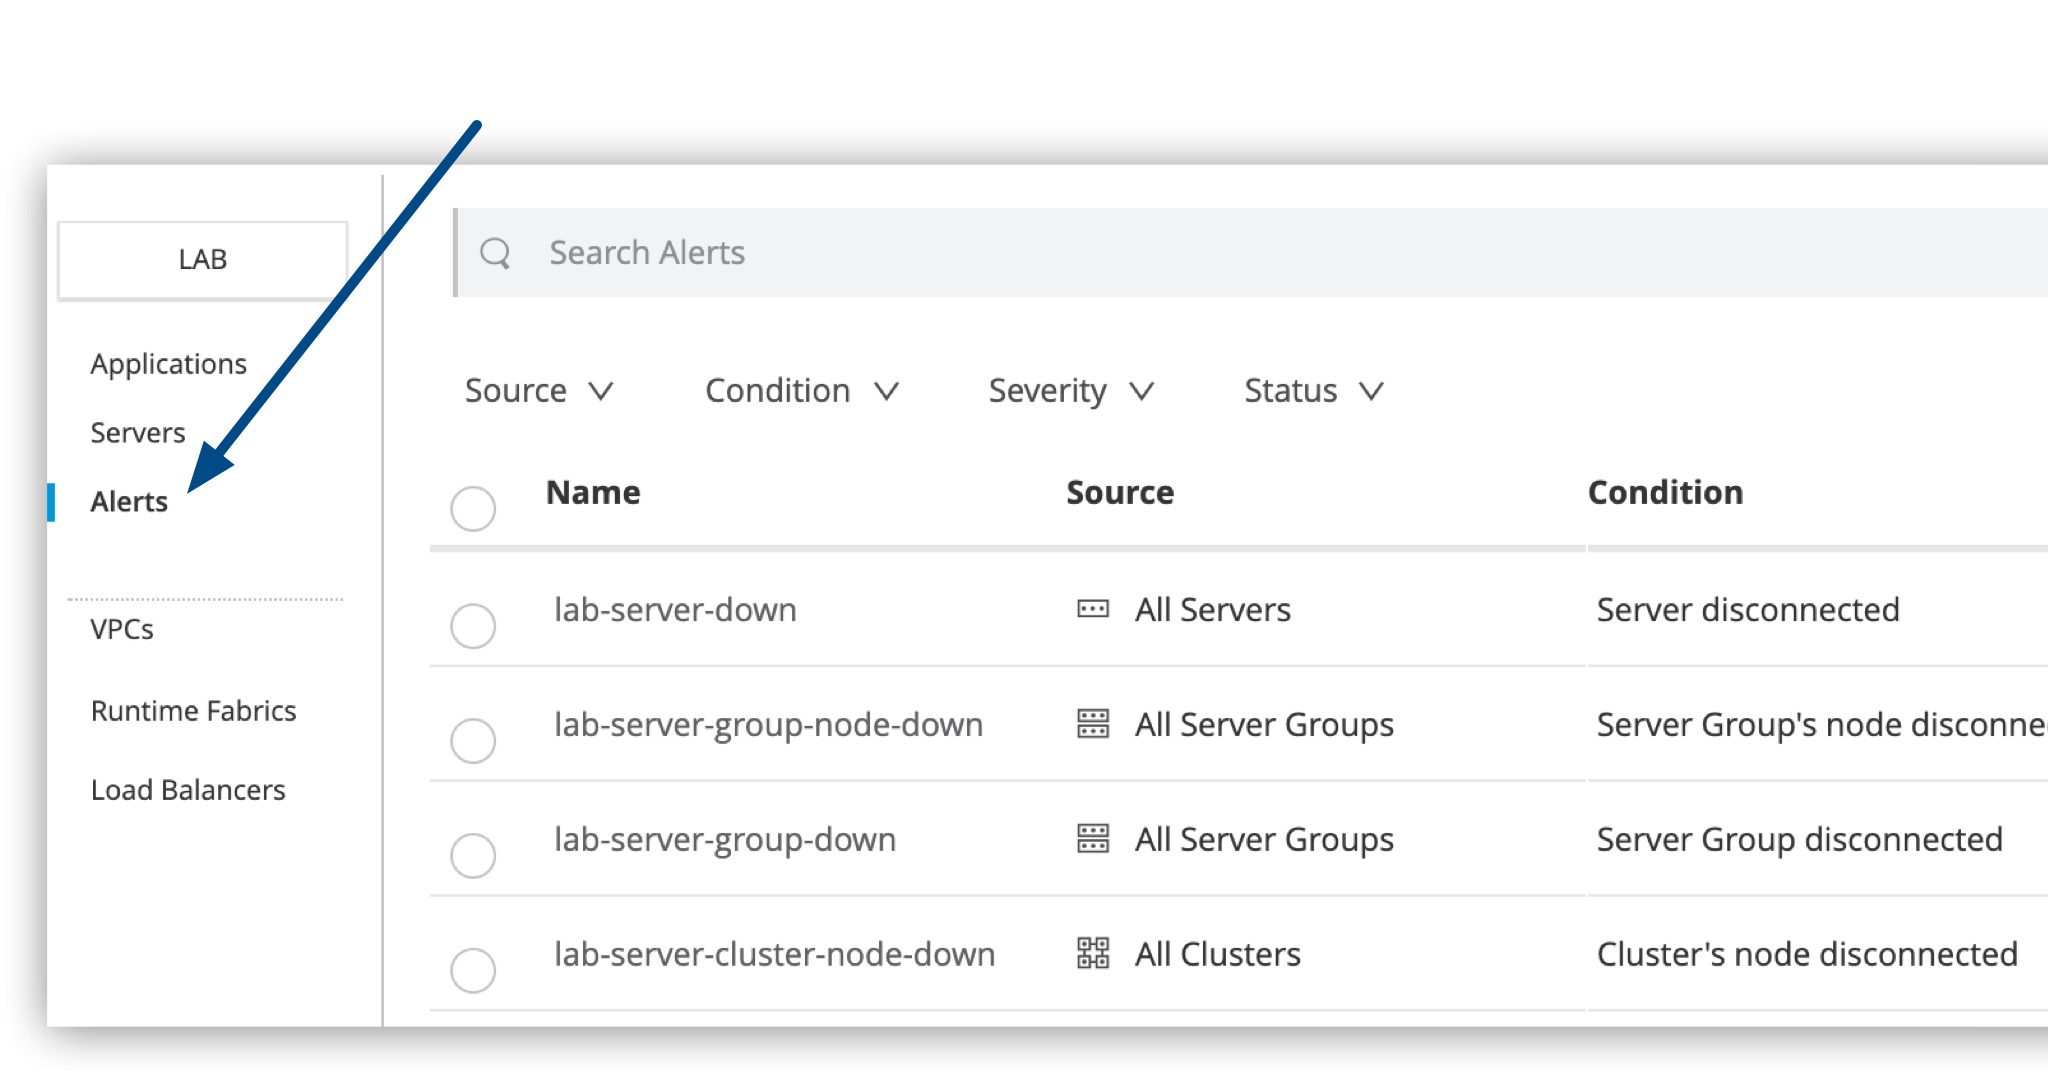 LAB
Applications
Servers
Alerts
VPCs
Runtime Fabrics
Load Balancers
Search Alerts
Source Condition Severity Status
Name Source Condition
lab-server-down All Servers Server disconnected
lab-server-group-node-down All Server Groups Server Group's node disconne
lab-server-group-down All Server Groups Server Group disconnected
lab-server-cluster-node-down All Clusters Cluster's node disconnected